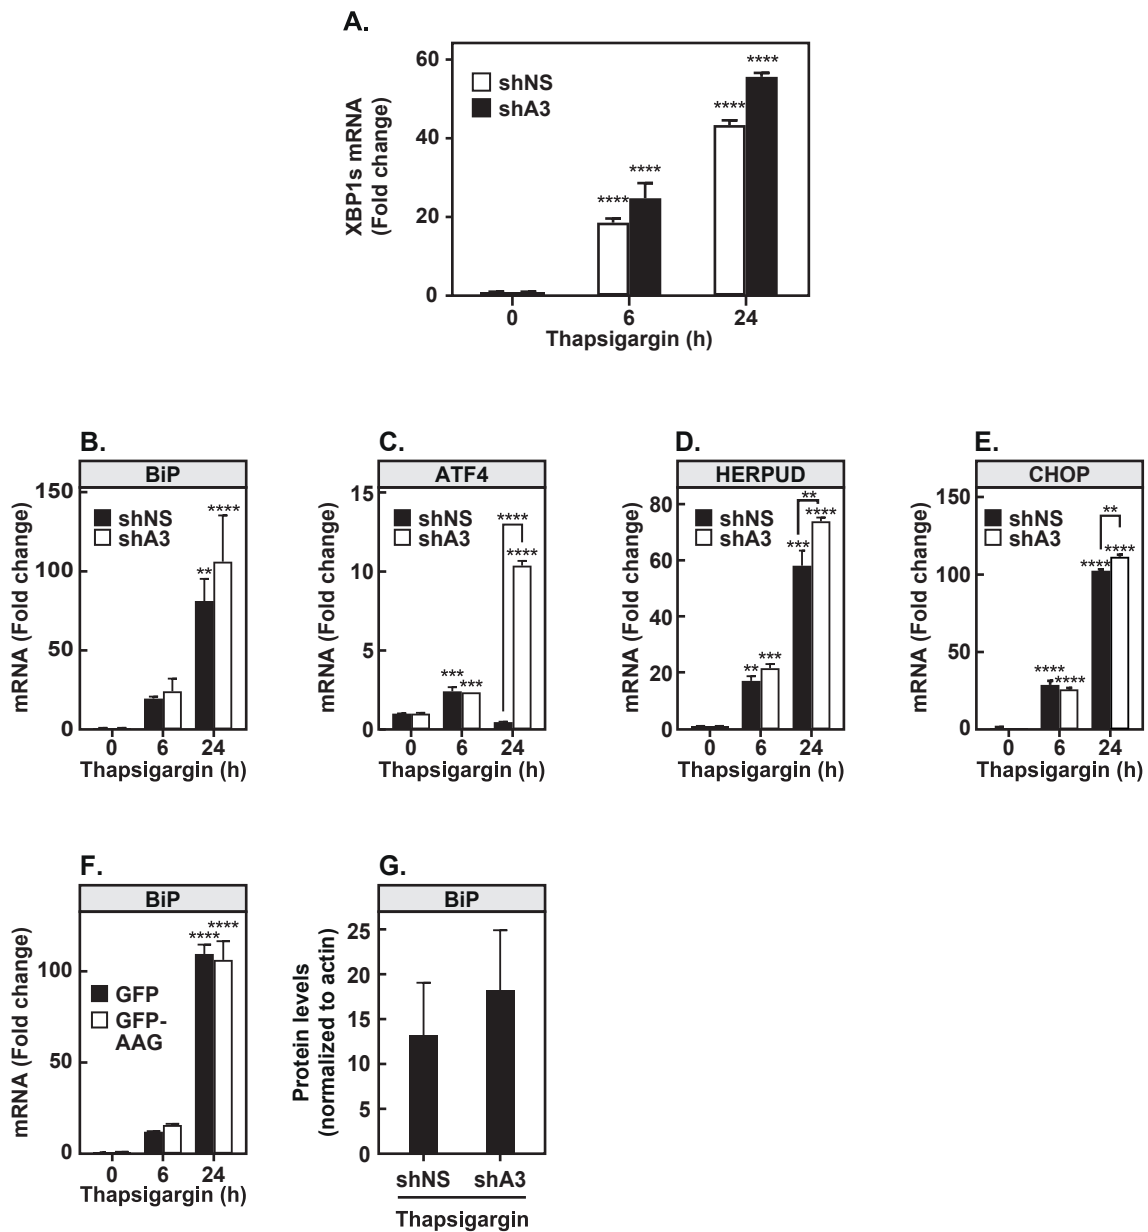 A.
XBP1s mRNA
(Fold change)
60
40
20
0
shNS
shA3
****
****
****
****
0 6 24
Thapsigargin (h)
B.
BiP
mRNA (Fold change)
150
100
50
0
shNS
shA3
**
****
0 6 24
Thapsigargin (h)
C.
ATF4
mRNA (Fold change)
15
10
5
0
shNS
shA3
***
***
****
****
0 6 24
Thapsigargin (h)
D.
HERPUD
mRNA (Fold change)
80
60
40
20
0
shNS
shA3
**
***
***
****
**
0 6 24
Thapsigargin (h)
E.
CHOP
mRNA (Fold change)
150
100
50
0
shNS
shA3
****
****
****
****
**
0 6 24
Thapsigargin (h)
F.
BiP
mRNA (Fold change)
100
50
0
GFP
GFP-
AAG
****
****
0 6 24
Thapsigargin (h)
G.
BiP
Protein levels
(normalized to actin)
25
20
15
10
5
0
shNS shA3
Thapsigargin